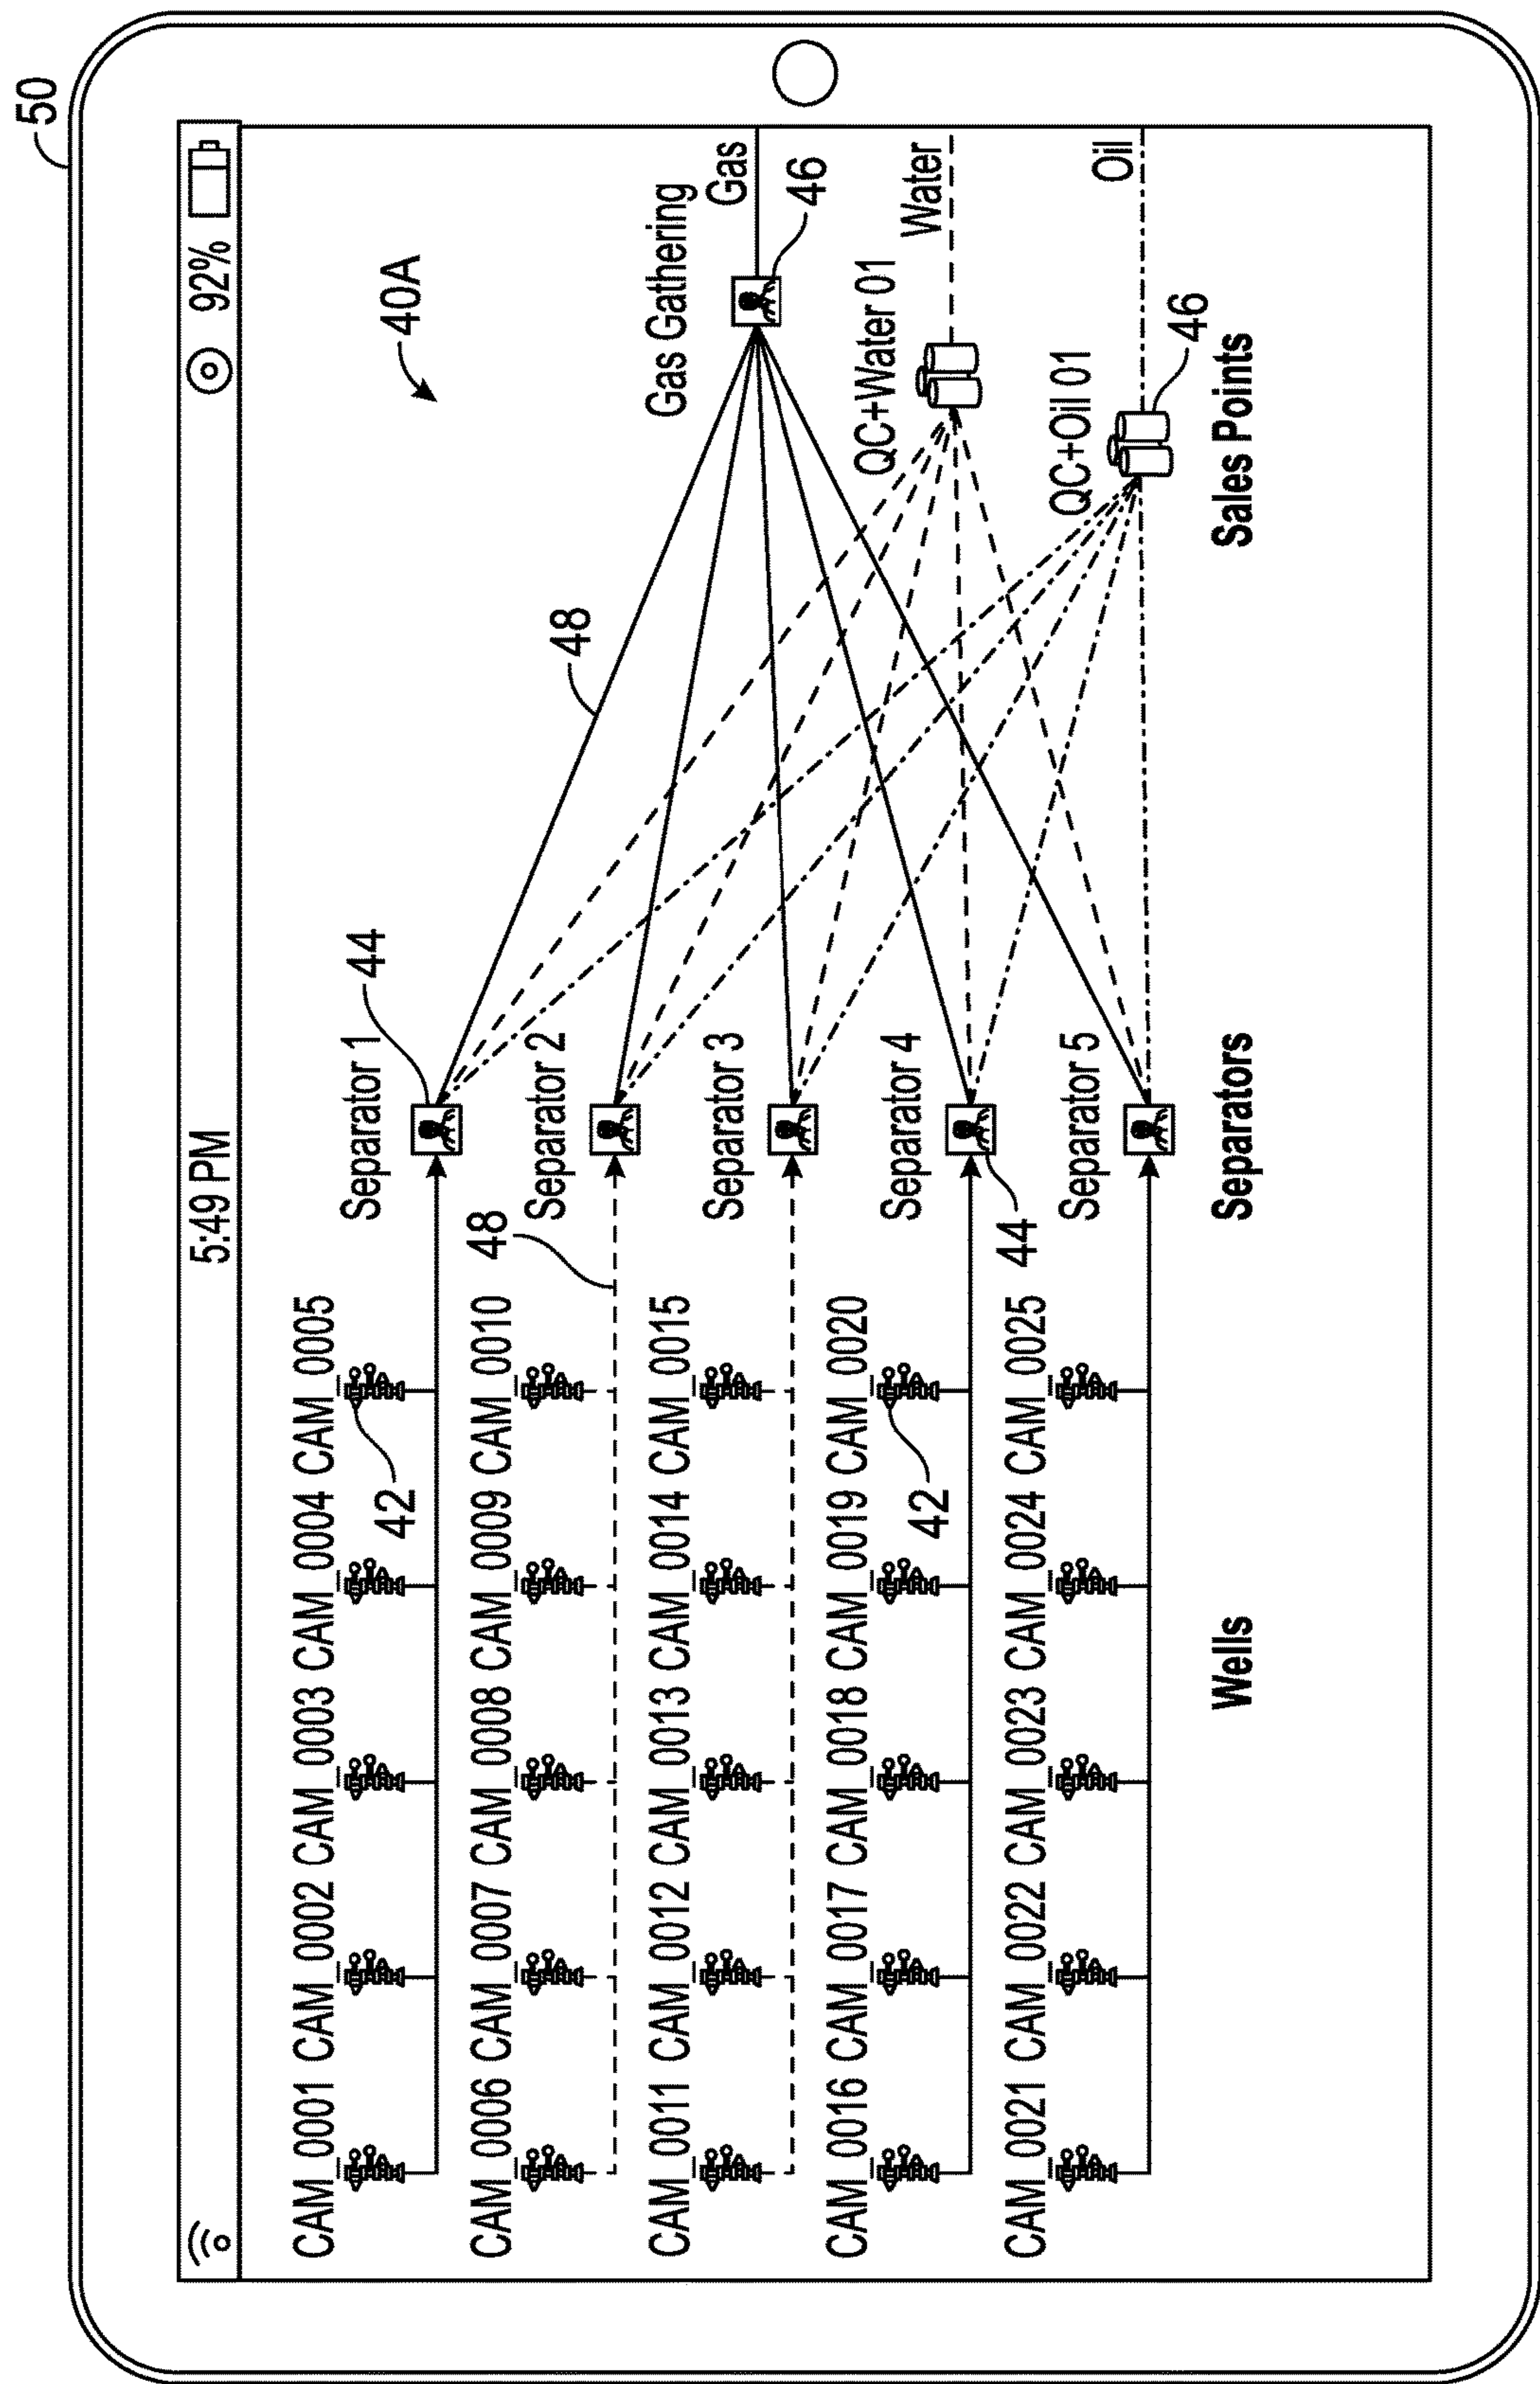 50
5:49 PM
92%
40A
CAM_0001 CAM_0002 CAM_0003 CAM_0004 CAM_0005
42
Separator 1
44
48
CAM_0006 CAM_0007 CAM_0008 CAM_0009 CAM_0010
48
Separator 2
Gas Gathering
Gas
46
CAM_0011 CAM_0012 CAM_0013 CAM_0014 CAM_0015
Separator 3
QC+Water 01
Water
CAM_0016 CAM_0017 CAM_0018 CAM_0019 CAM_0020
42
Separator 4
44
QC+Oil 01
Oil
46
CAM_0021 CAM_0022 CAM_0023 CAM_0024 CAM_0025
Separator 5
Wells
Separators
Sales Points